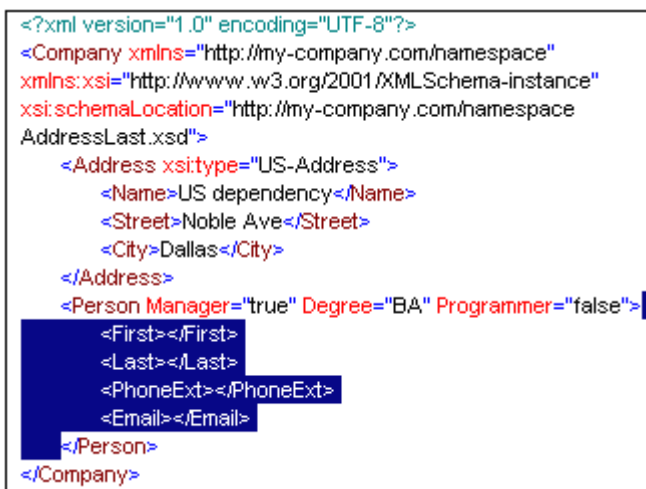 <?xml version="1.0" encoding="UTF-8"?>
<Company xmlns="http://my-company.com/namespace"
xmlns:xsi="http://www.w3.org/2001/XMLSchema-instance"
xsi:schemaLocation="http://my-company.com/namespace
AddressLast.xsd">
<Address xsi:type="US-Address">
<Name>US dependency</Name>
<Street>Noble Ave</Street>
<City>Dallas</City>
</Address>
<Person Manager="true" Degree="BA" Programmer="false">
<First></First>
<Last></Last>
<PhoneExt></PhoneExt>
<Email></Email>
</Person>
</Company>